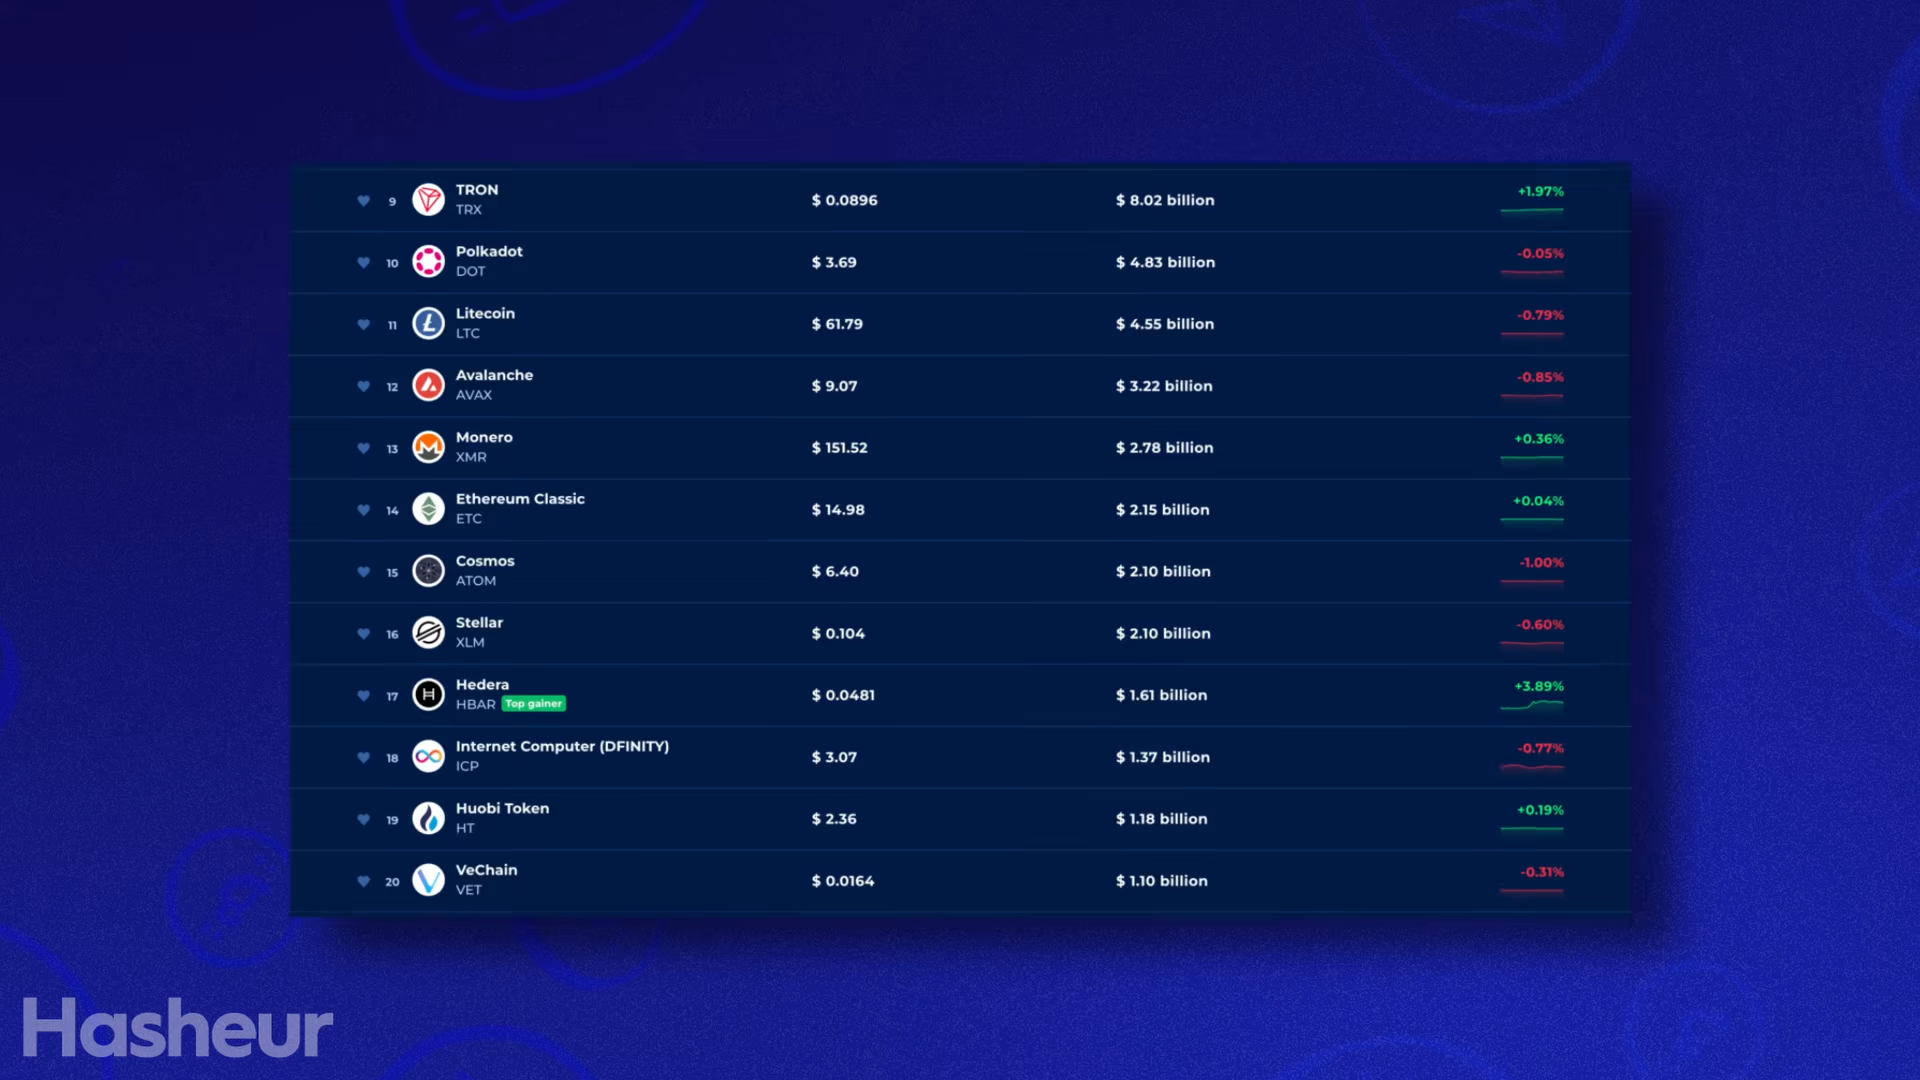 9 TRON $ 0.0896 $ 8.02 billion +1.97%
TRX
10 Polkadot $ 3.69 $ 4.83 billion -0.05%
DOT
11 Litecoin $ 61.79 $ 4.55 billion -0.79%
LTC
12 Avalanche $ 9.07 $ 3.22 billion -0.85%
AVAX
13 Monero $ 151.52 $ 2.78 billion +0.36%
XMR
14 Ethereum Classic $ 14.98 $ 2.15 billion +0.04%
ETC
15 Cosmos $ 6.40 $ 2.10 billion -1.00%
ATOM
16 Stellar $ 0.104 $ 2.10 billion -0.60%
XLM
17 Hedera $ 0.0481 $ 1.61 billion +3.89%
HBAR Top gainer
18 Internet Computer (DFINITY) $ 3.07 $ 1.37 billion -0.77%
ICP
19 Huobi Token $ 2.36 $ 1.18 billion +0.19%
HT
20 VeChain $ 0.0164 $ 1.10 billion -0.31%
VET
Hasheur